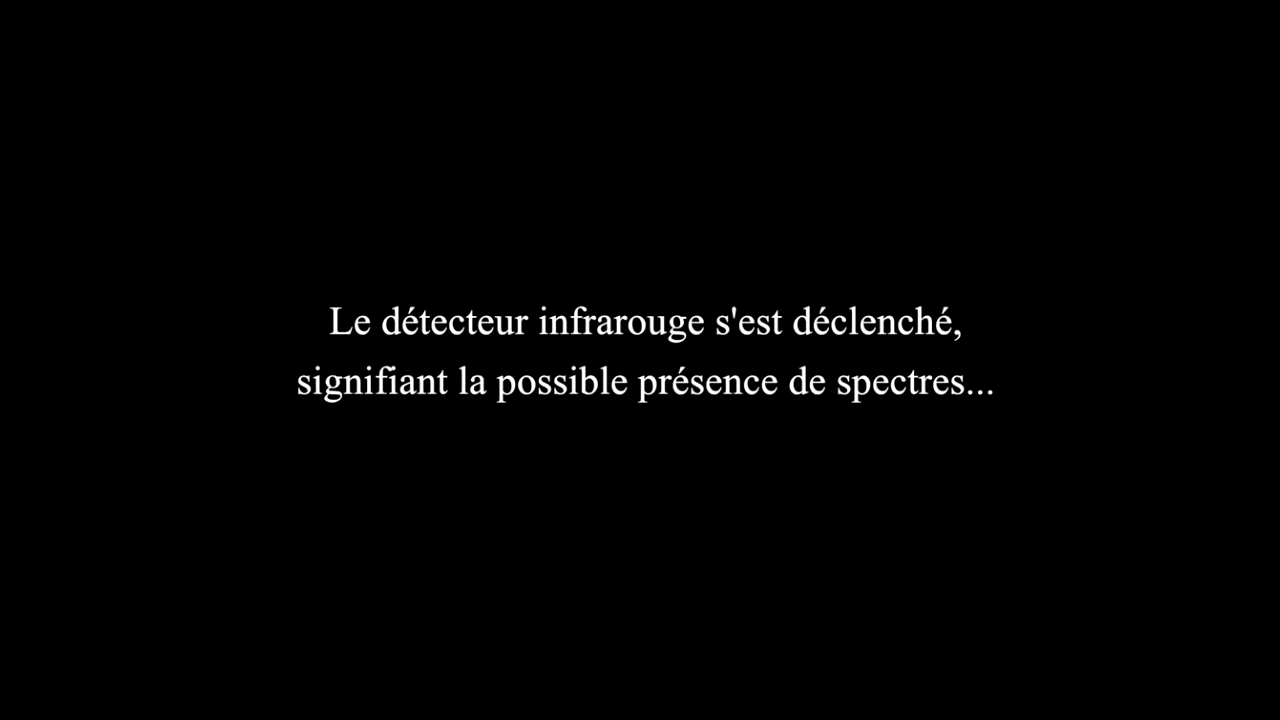 Le détecteur infrarouge s'est déclenché,
signifiant la possible présence de spectres...